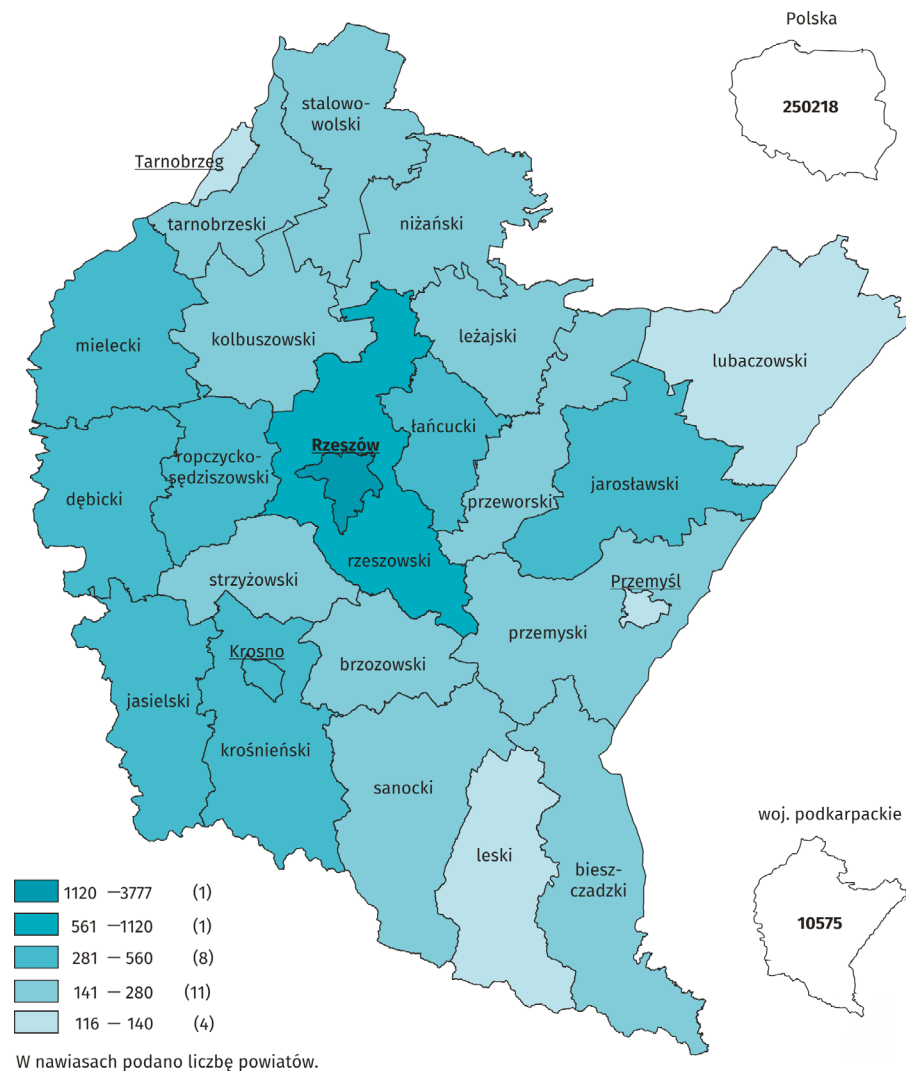 Polska
250218
stalowo-
wolski
Tarnobrzeg
tarnobrzeski
niżański
mielecki
kolbuszowski
leżajski
lubaczowski
łańcucki
Rzeszów
ropczycko-
sędziszowski
dębicki
przeworski
jarosławski
rzeszowski
strzyżowski
Przemyśl
przemyski
Krosno
brzozowski
jasielski
krośnieński
sanocki
leski
biesz-
czadzki
woj. podkarpackie
10575
1120 –3777 (1)
561 –1120 (1)
281 – 560 (8)
141 – 280 (11)
116 – 140 (4)
W nawiasach podano liczbę powiatów.